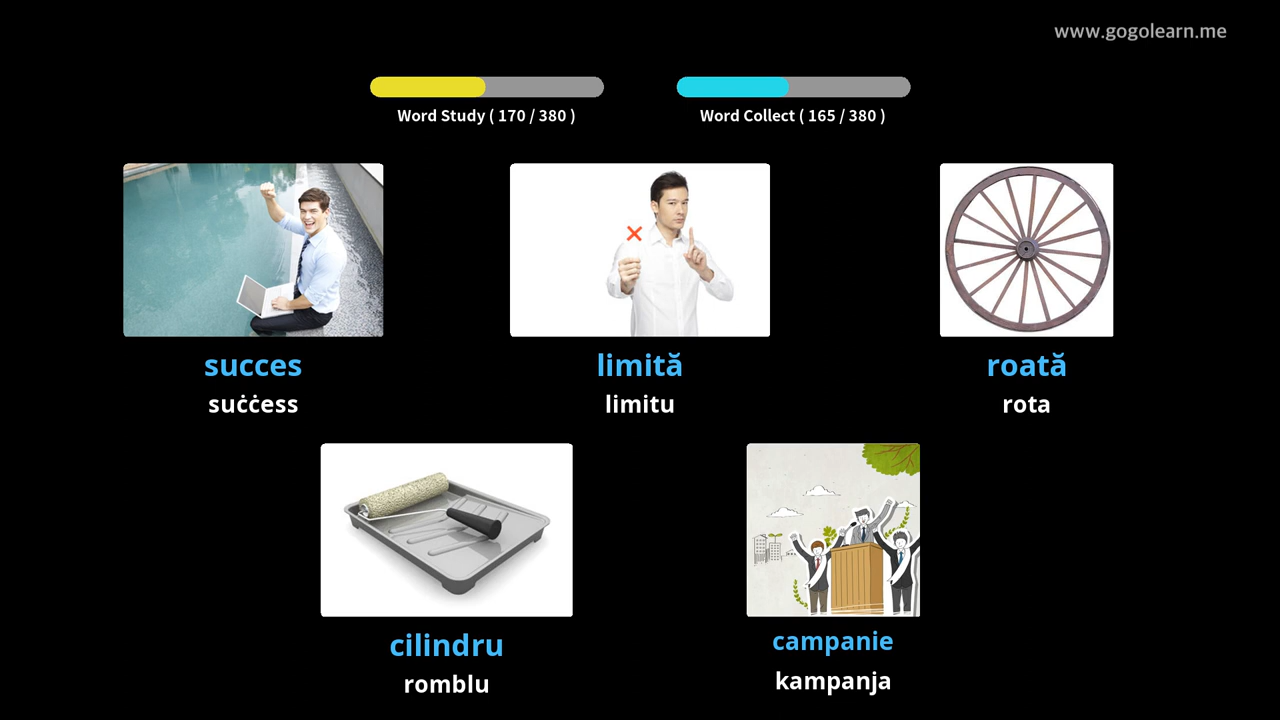 www.gogolearn.me
Word Study ( 170 / 380 )
Word Collect ( 165 / 380 )
succes
suċċess
limită
limitu
roată
rota
cilindru
romblu
campanie
kampanja